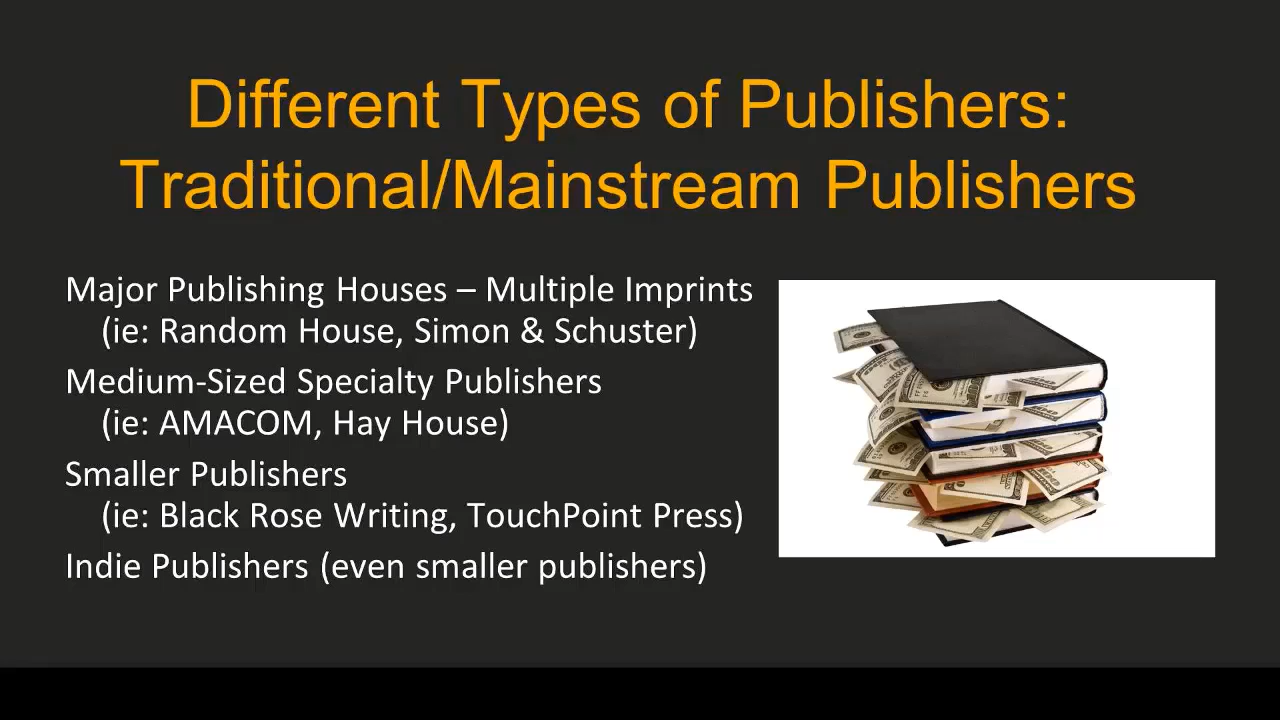 Different Types of Publishers:
Traditional/Mainstream Publishers
Major Publishing Houses – Multiple Imprints
(ie: Random House, Simon & Schuster)
Medium-Sized Specialty Publishers
(ie: AMACOM, Hay House)
Smaller Publishers
(ie: Black Rose Writing, TouchPoint Press)
Indie Publishers (even smaller publishers)